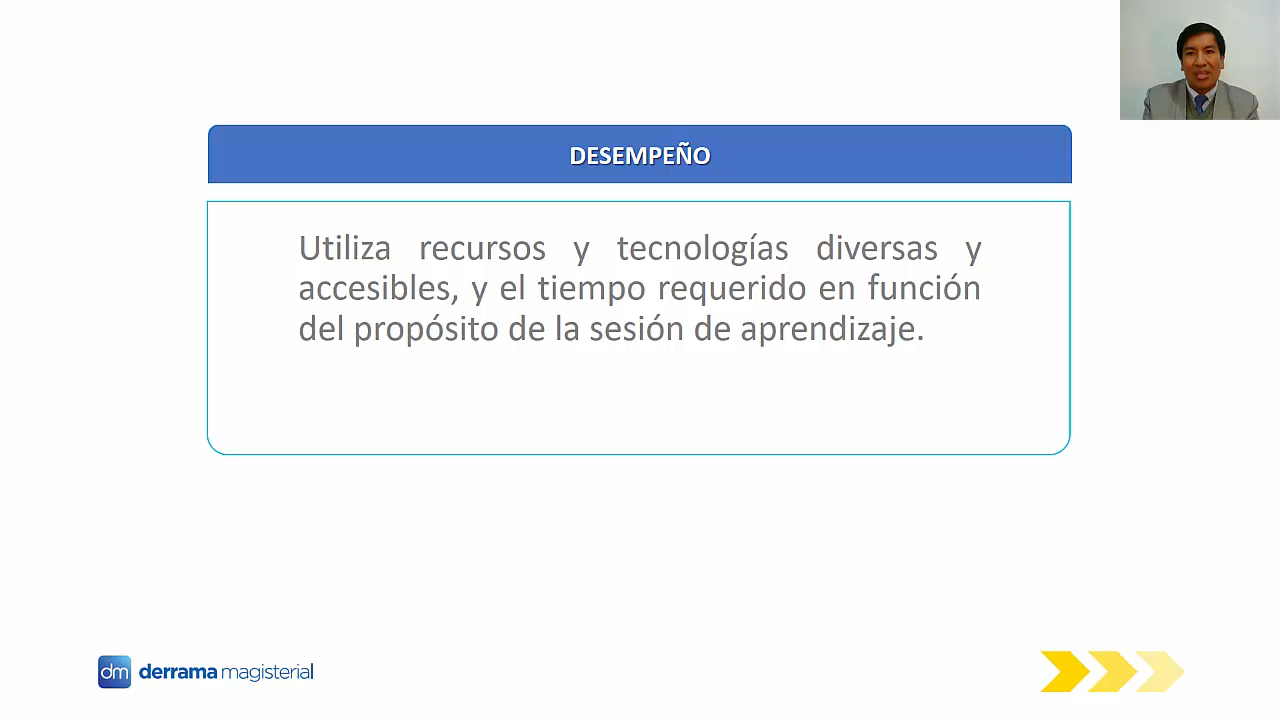 DESEMPEÑO
Utiliza recursos y tecnologías diversas y
accesibles, y el tiempo requerido en función
del propósito de la sesión de aprendizaje.
dm derrama magisterial